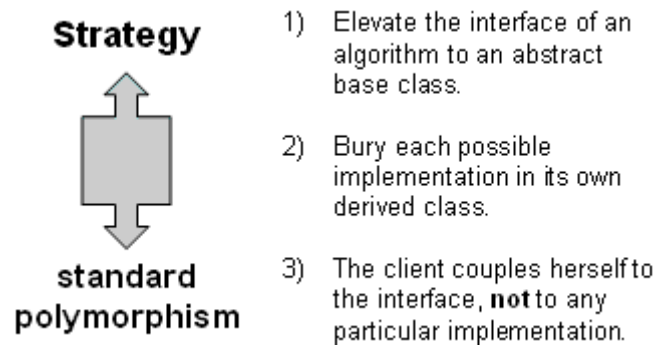 Strategy
standard
polymorphism
1) Elevate the interface of an
algorithm to an abstract
base class.
2) Bury each possible
implementation in its own
derived class.
3) The client couples herself to
the interface, not to any
particular implementation.